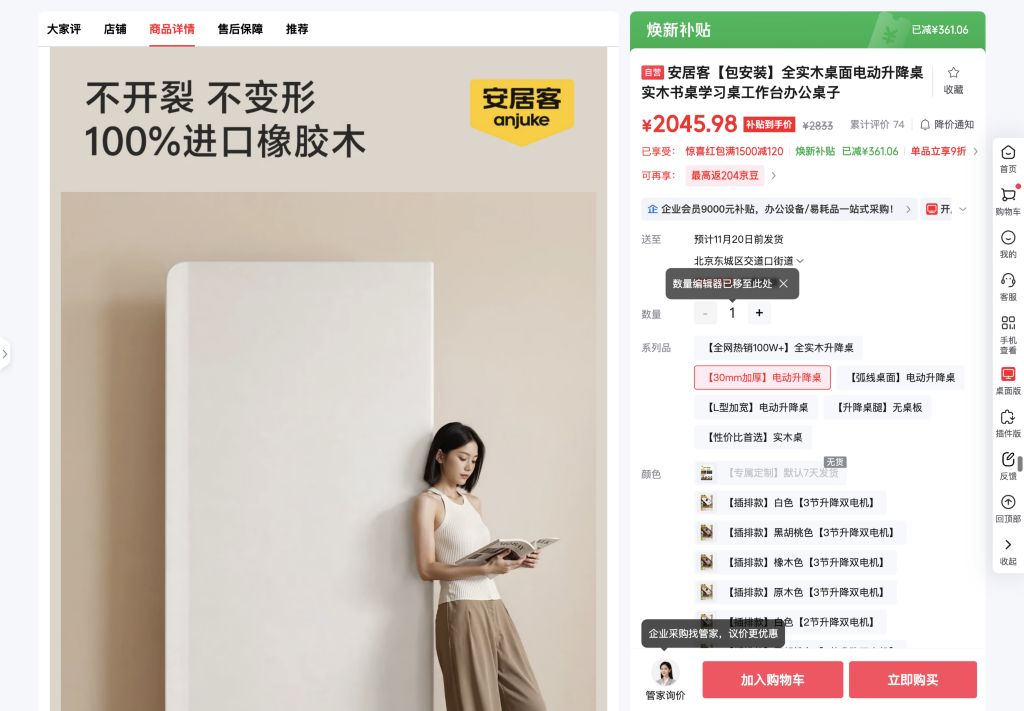 大家评 店铺 商品详情 售后保障 推荐
不开裂 不变形
100%进口橡胶木
安居客
anjuke
焕新补贴 已减¥361.06
自营 安居客【包安装】全实木桌面电动升降桌
实木书桌学习桌工作台办公桌子
收藏
¥2045.98 补贴到手价 ¥2833 累计评价 74 降价通知
已享受: 惊喜红包满1500减120 焕新补贴 已减¥361.06 单品立享9折
可再享: 最高返204京豆
企业会员9000元补贴，办公设备/易耗品一站式采购! 开.
送至 预计11月20日前发货
北京东城区交道口街道
数量编辑器已移至此处
数量 - 1 +
系列品 【全网热销100W+】全实木升降桌
【30mm加厚】电动升降桌 【弧线桌面】电动升降桌
【L型加宽】电动升降桌 【升降桌腿】无桌板
【性价比首选】实木桌
无货
颜色 【专属定制】默认7天发货
【插排款】白色【3节升降双电机】
【插排款】黑胡桃色【3节升降双电机】
【插排款】橡木色【3节升降双电机】
【插排款】原木色【3节升降双电机】
【插排款】白色【2节升降双电机】
企业采购找管家，议价更优惠
管家询价 加入购物车 立即购买
首页
购物车
我的
客服
手机
查看
桌面版
插件版
反馈
回顶部
收起